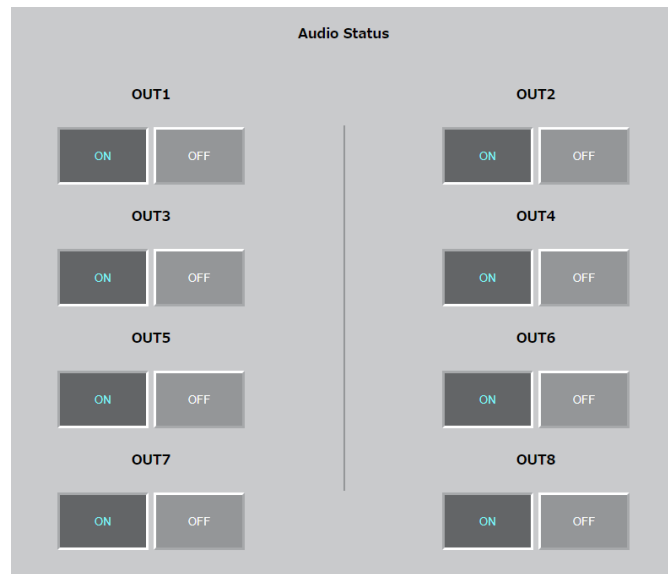 Audio Status
OUT1 OUT2
ON OFF ON OFF
OUT3 OUT4
ON OFF ON OFF
OUT5 OUT6
ON OFF ON OFF
OUT7 OUT8
ON OFF ON OFF